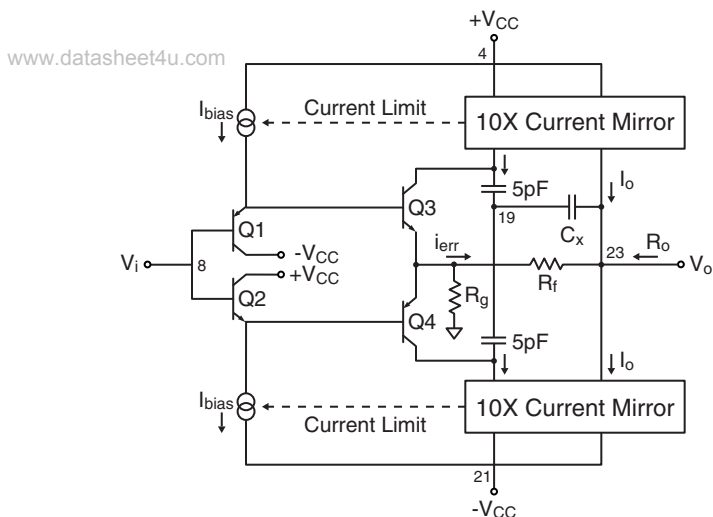 +VCC
4
www.datasheet4u.com
Ibias
Current Limit
10X Current Mirror
5pF
Io
Q3
19
Cx
Q1
-VCC
ierr
23
Ro
Vi
8
+VCC
Rf
Vo
Rg
Q2
Q4
5pF
Io
Ibias
Current Limit
10X Current Mirror
21
-VCC